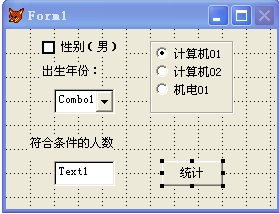 Form1
性别(男)
出生年份：
Combo1
计算机01
计算机02
机电01
符合条件的人数
Text1
统计